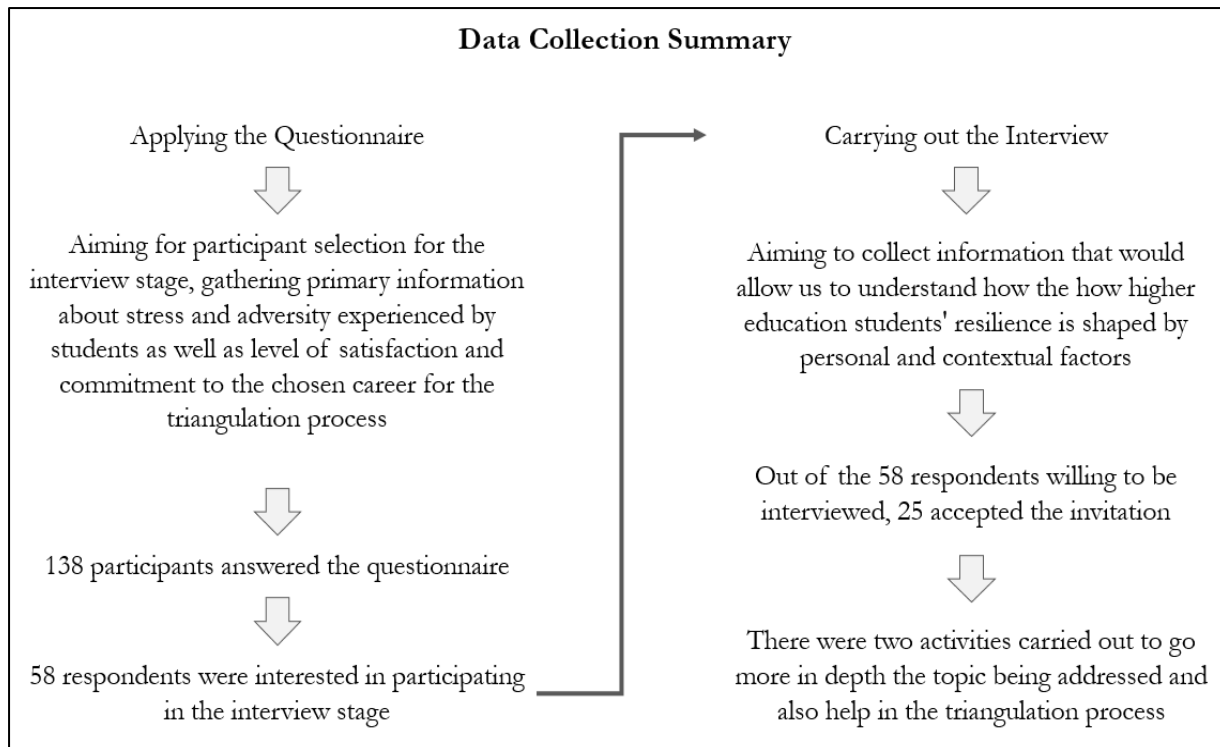 Data Collection Summary
Applying the Questionnaire
Aiming for participant selection for the
interview stage, gathering primary information
about stress and adversity experienced by
students as well as level of satisfaction and
commitment to the chosen career for the
triangulation process
138 participants answered the questionnaire
58 respondents were interested in participating
in the interview stage
Carrying out the Interview
Aiming to collect information that would
allow us to understand how the how higher
education students' resilience is shaped by
personal and contextual factors
Out of the 58 respondents willing to be
interviewed, 25 accepted the invitation
There were two activities carried out to go
more in depth the topic being addressed and
also help in the triangulation process